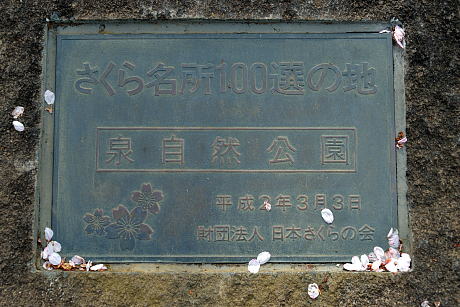 さくら名所100選の地
泉自然公園
平成2年3月3日
財団法人 日本さくらの会